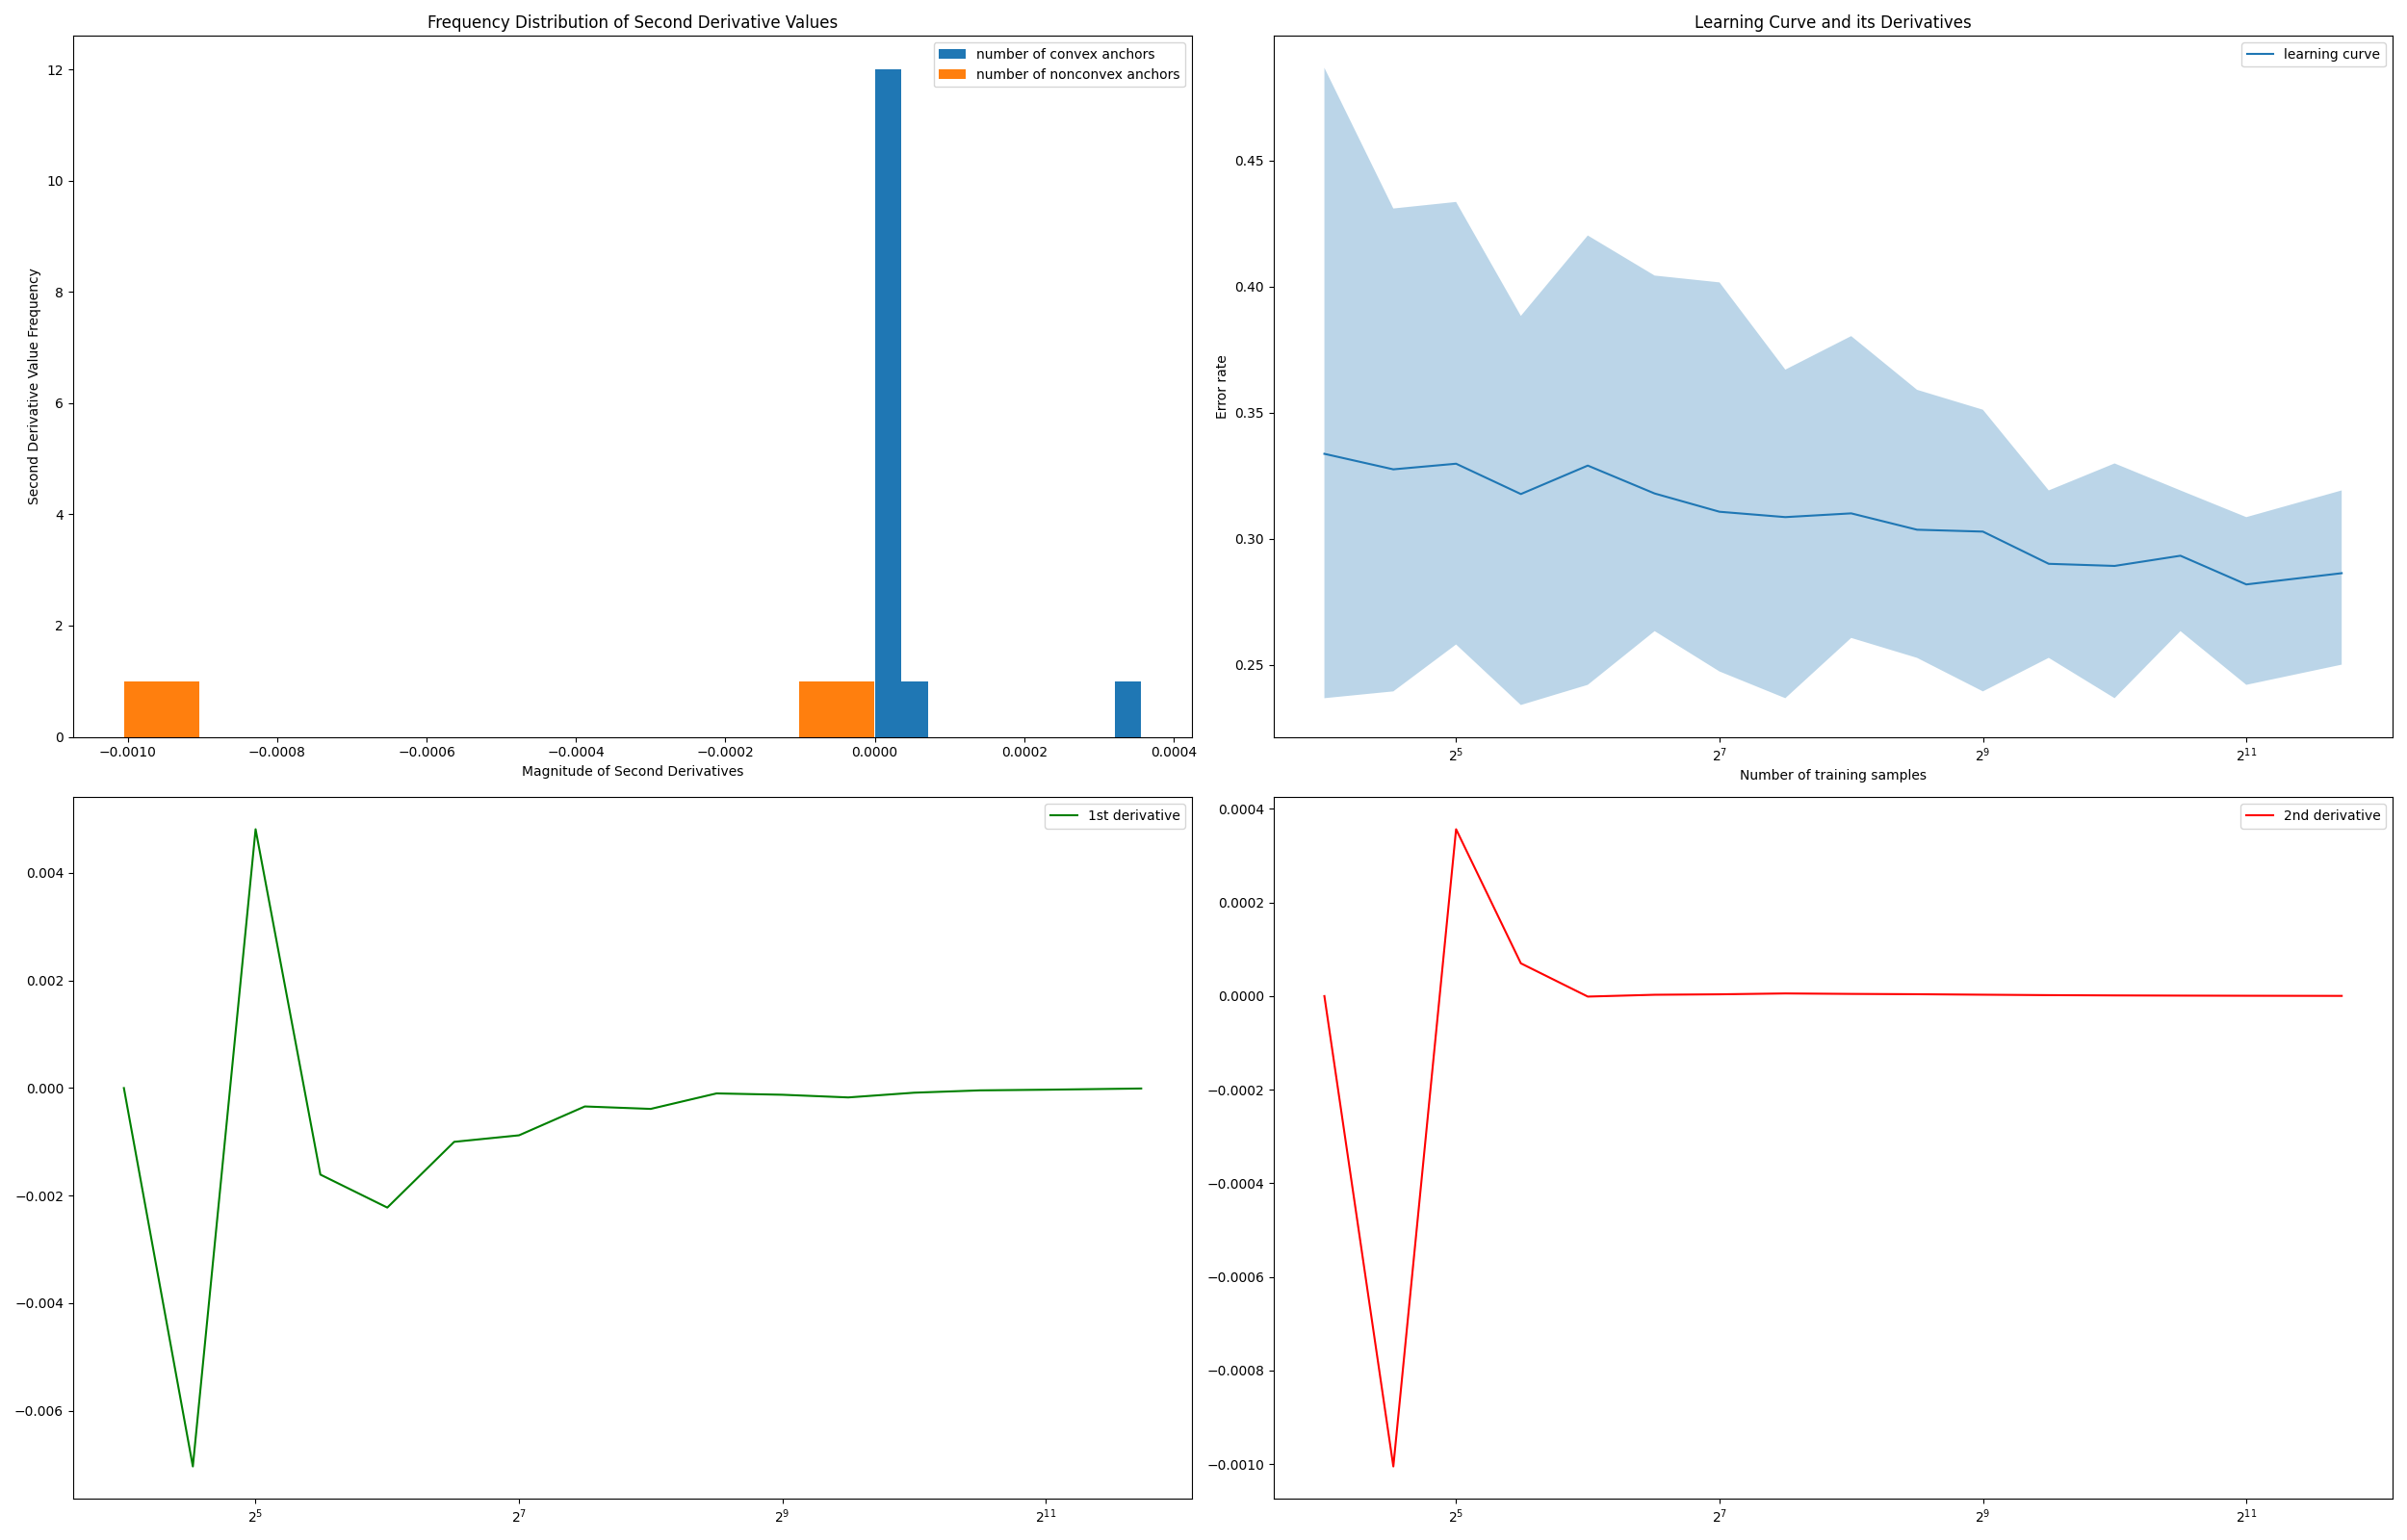 Frequency Distribution of Second Derivative Values
number of convex anchors
number of nonconvex anchors
Second Derivative Value Frequency
12
10
8
6
4
2
0
−0.0010 −0.0008 −0.0006 −0.0004 −0.0002 0.0000 0.0002 0.0004
Magnitude of Second Derivatives
Learning Curve and its Derivatives
learning curve
Error rate
0.45
0.40
0.35
0.30
0.25
2^5 2^7 2^9 2^11
Number of training samples
1st derivative
0.004
0.002
0.000
−0.002
−0.004
−0.006
2^5 2^7 2^9 2^11
2nd derivative
0.0004
0.0002
0.0000
−0.0002
−0.0004
−0.0006
−0.0008
−0.0010
2^5 2^7 2^9 2^11